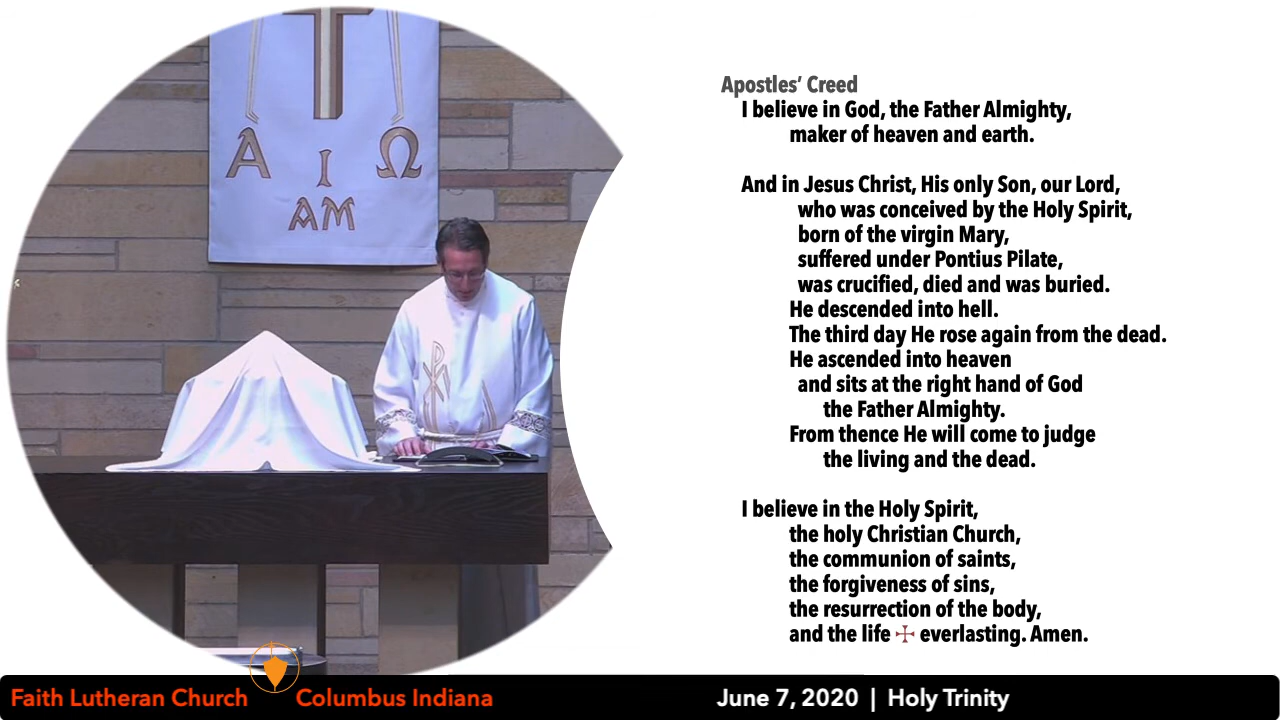 Α Ω
I
AM
Apostles’ Creed
I believe in God, the Father Almighty,
maker of heaven and earth.
And in Jesus Christ, His only Son, our Lord,
who was conceived by the Holy Spirit,
born of the virgin Mary,
suffered under Pontius Pilate,
was crucified, died and was buried.
He descended into hell.
The third day He rose again from the dead.
He ascended into heaven
and sits at the right hand of God
the Father Almighty.
From thence He will come to judge
the living and the dead.
I believe in the Holy Spirit,
the holy Christian Church,
the communion of saints,
the forgiveness of sins,
the resurrection of the body,
and the life ☩ everlasting. Amen.
Faith Lutheran Church Columbus Indiana
June 7, 2020 | Holy Trinity